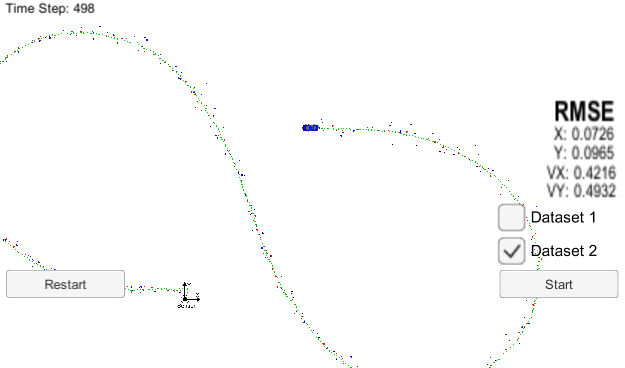 Time Step: 498
RMSE
X: 0.0726
Y: 0.0965
VX: 0.4216
VY: 0.4932
Dataset 1
Dataset 2
Restart
Start